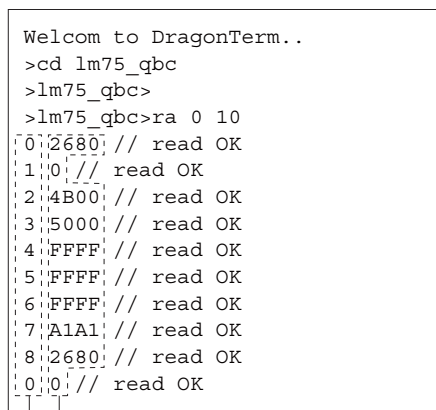 Welcom to DragonTerm..
>cd lm75_qbc
>lm75_qbc>
>lm75_qbc>ra 0 10
0 2680 // read OK
1 0 // read OK
2 4B00 // read OK
3 5000 // read OK
4 FFFF // read OK
5 FFFF // read OK
6 FFFF // read OK
7 A1A1 // read OK
8 2680 // read OK
0 0 // read OK